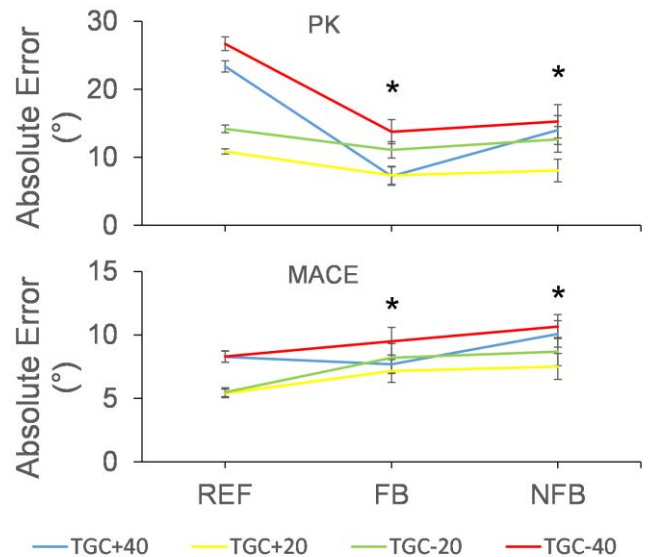 PK
Absolute Error
(°)
30
20
10
0
*
*
MACE
Absolute Error
(°)
15
10
5
0
*
*
REF FB NFB
TGC+40 TGC+20 TGC-20 TGC-40